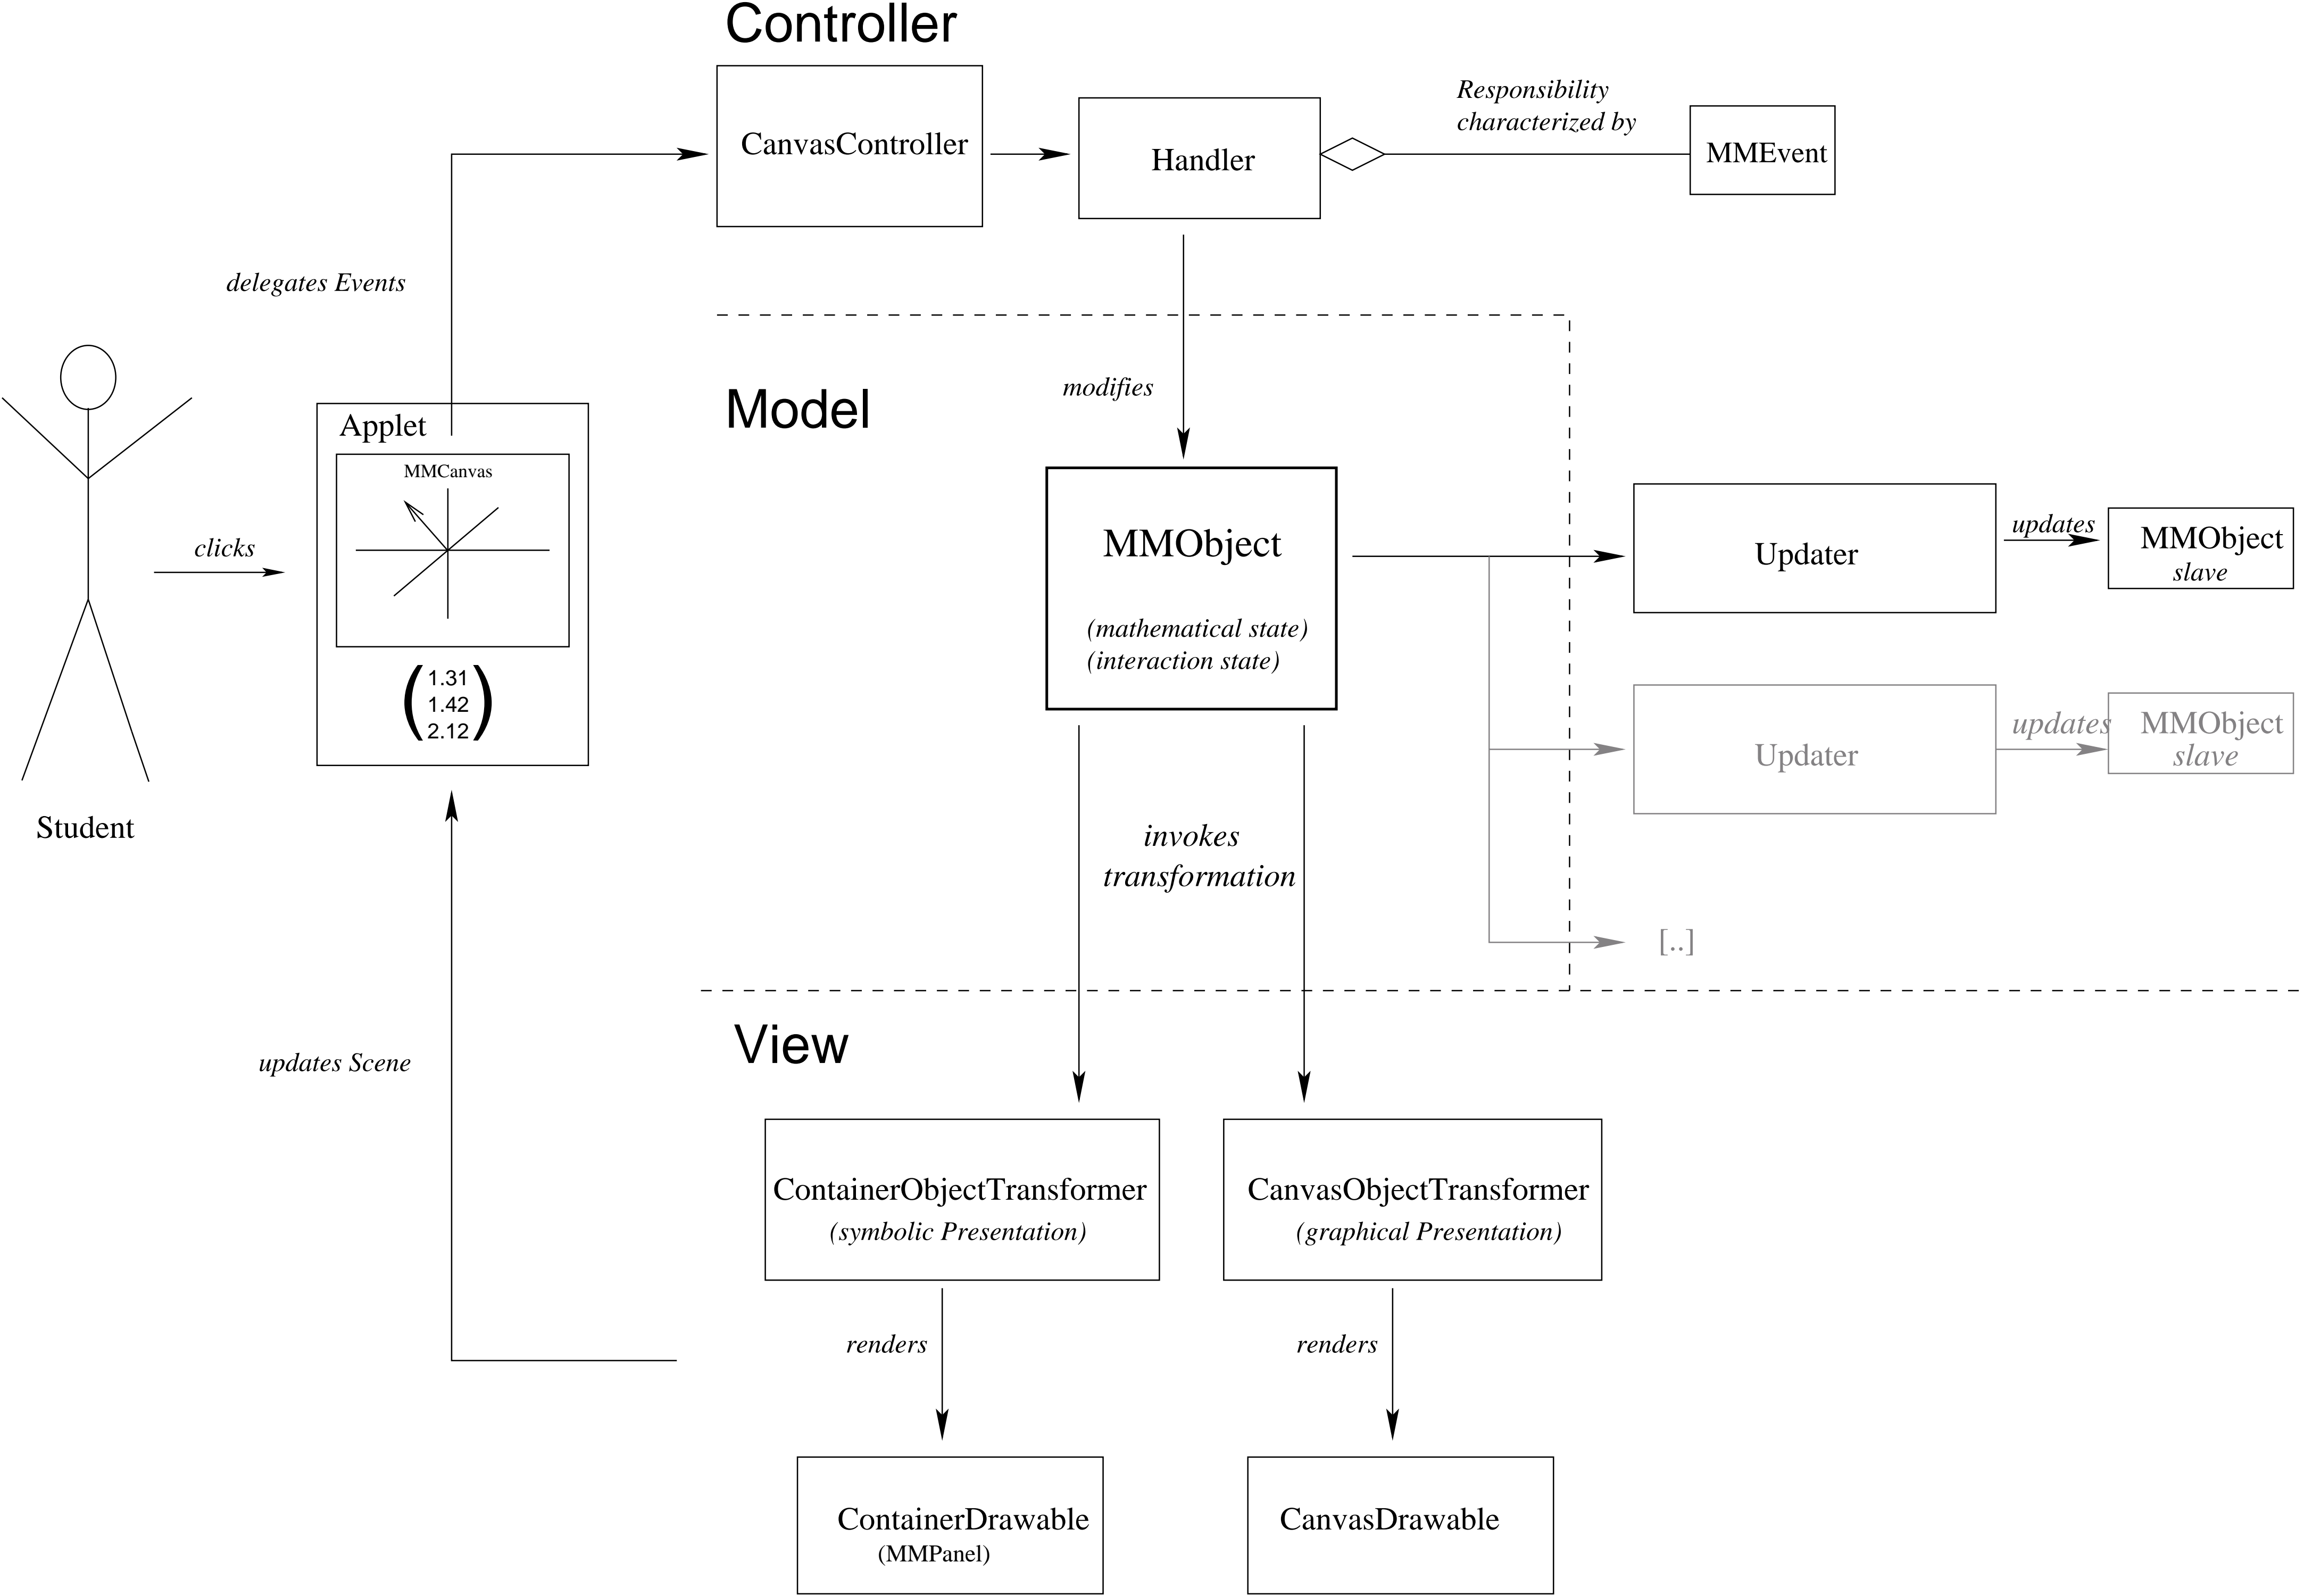 Controller
CanvasController
Handler
Responsibility
characterized by
MMEvent
delegates Events
Model
modifies
Applet
MMCanvas
clicks
1.31
1.42
2.12
Student
MMObject
(mathematical state)
(interaction state)
Updater
updates
MMObject
slave
Updater
updates
MMObject
slave
[..]
invokes
transformation
View
updates Scene
ContainerObjectTransformer
(symbolic Presentation)
CanvasObjectTransformer
(graphical Presentation)
renders
renders
ContainerDrawable
(MMPanel)
CanvasDrawable